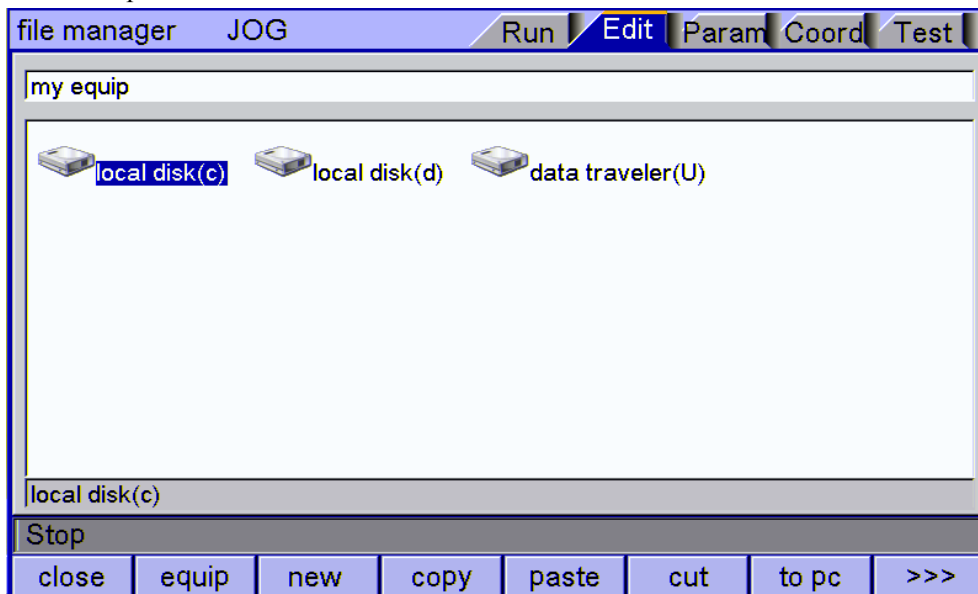 file manager JOG Run Edit Param Coord Test
my equip
local disk(c) local disk(d) data traveler(U)
local disk(c)
Stop
close equip new copy paste cut to pc >>>